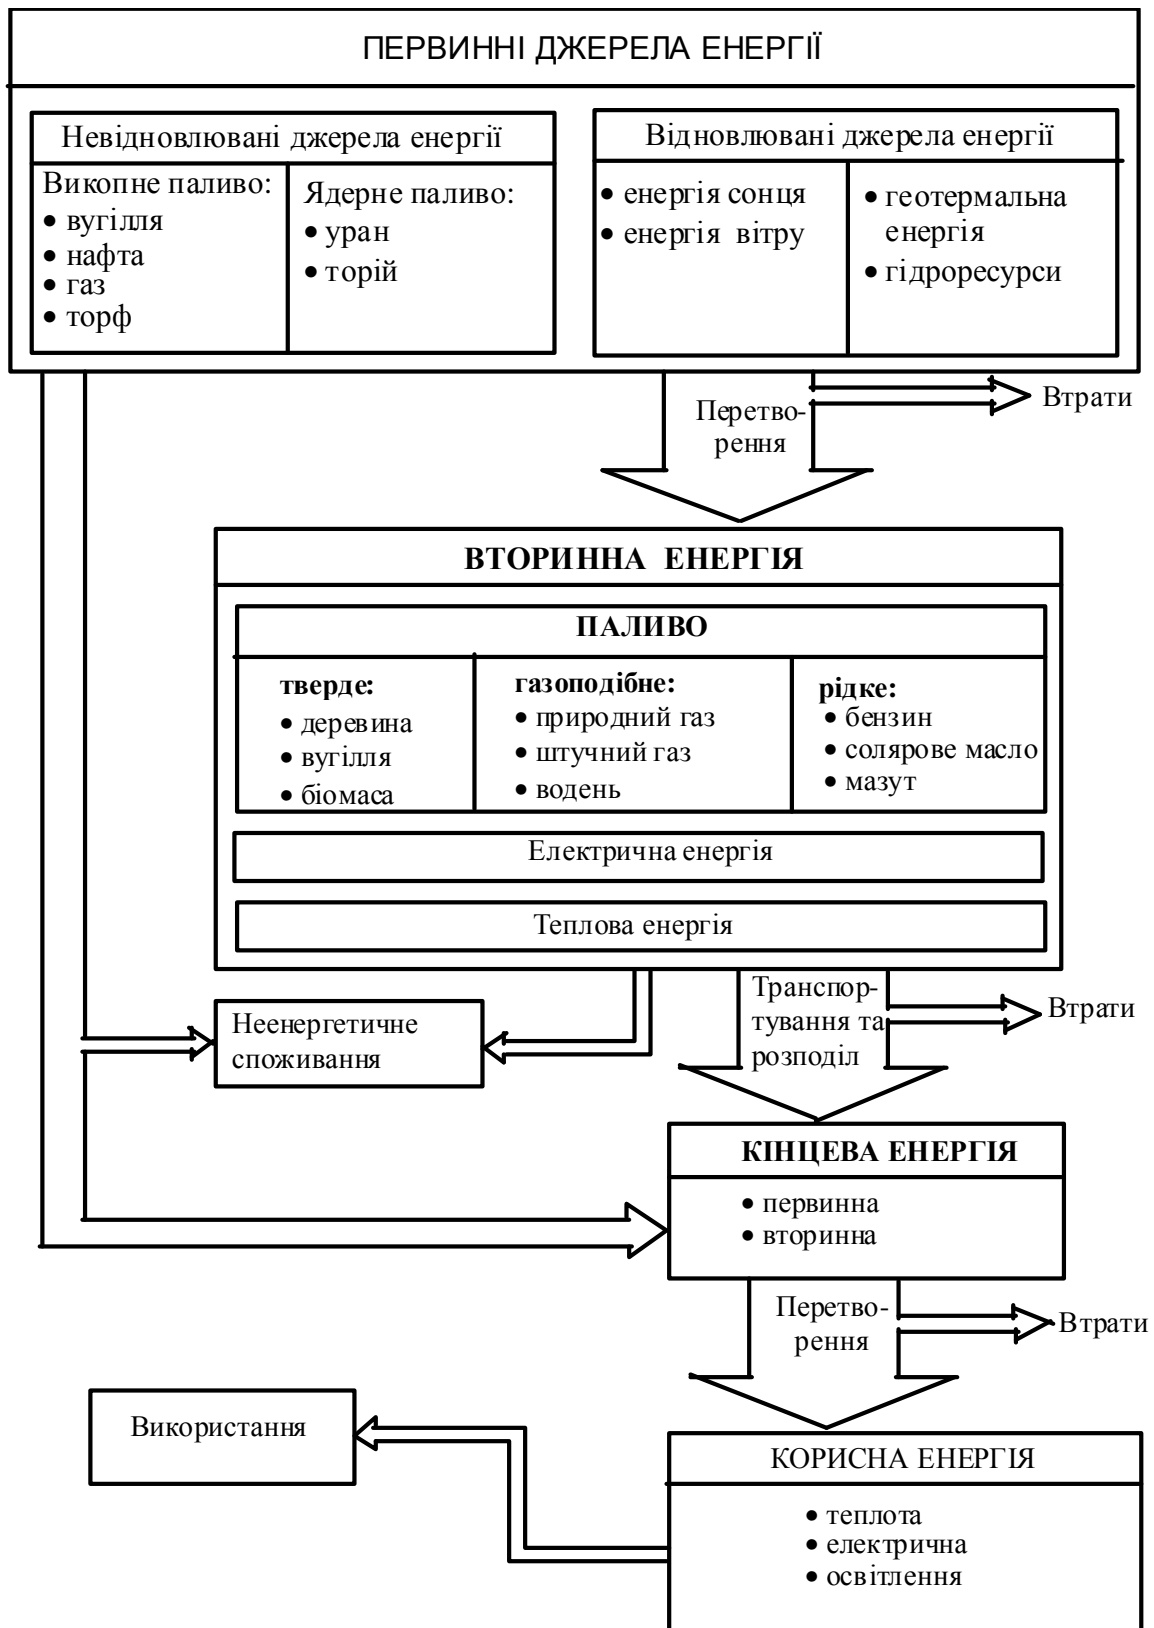 ПЕРВИННІ ДЖЕРЕЛА ЕНЕРГІЇ
Невідновлювані джерела енергії
Викопне паливо:
• вугілля
• нафта
• газ
• торф
Ядерне паливо:
• уран
• торій
Відновлювані джерела енергії
• енергія сонця
• енергія вітру
• геотермальна
енергія
• гідроресурси
Перетво-
рення
Втрати
ВТОРИННА ЕНЕРГІЯ
ПАЛИВО
тверде:
• деревина
• вугілля
• біомаса
газоподібне:
• природний газ
• штучний газ
• водень
рідке:
• бензин
• солярове масло
• мазут
Електрична енергія
Теплова енергія
Неенергетичне
споживання
Транспор-
тування та
розподіл
Втрати
КІНЦЕВА ЕНЕРГІЯ
• первинна
• вторинна
Перетво-
рення
Втрати
Використання
КОРИСНА ЕНЕРГІЯ
• теплота
• електрична
• освітлення